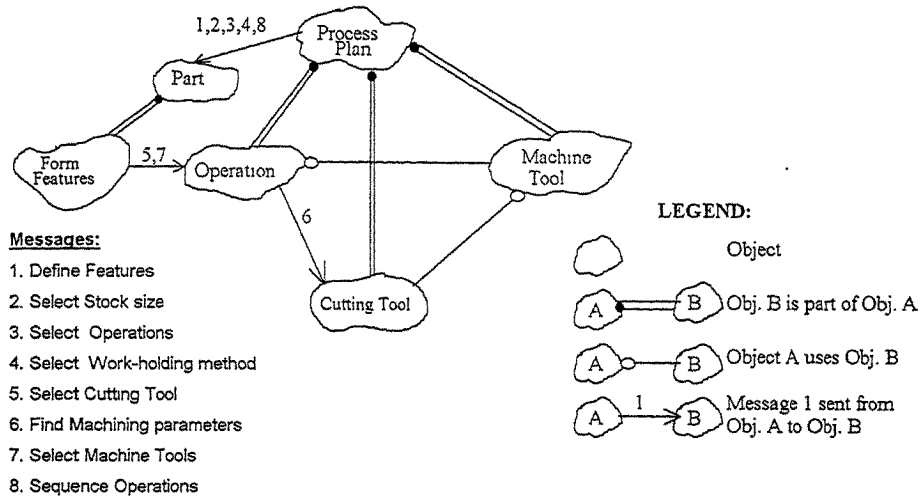 1,2,3,4,8
Process
Plan
Part
Form
Features
5,7
Operation
Machine
Tool
6
Cutting Tool
Messages:
1. Define Features
2. Select Stock size
3. Select Operations
4. Select Work-holding method
5. Select Cutting Tool
6. Find Machining parameters
7. Select Machine Tools
8. Sequence Operations
LEGEND:
Object
A B Obj. B is part of Obj. A
A B Object A uses Obj. B
A 1 B Message 1 sent from
Obj. A to Obj. B